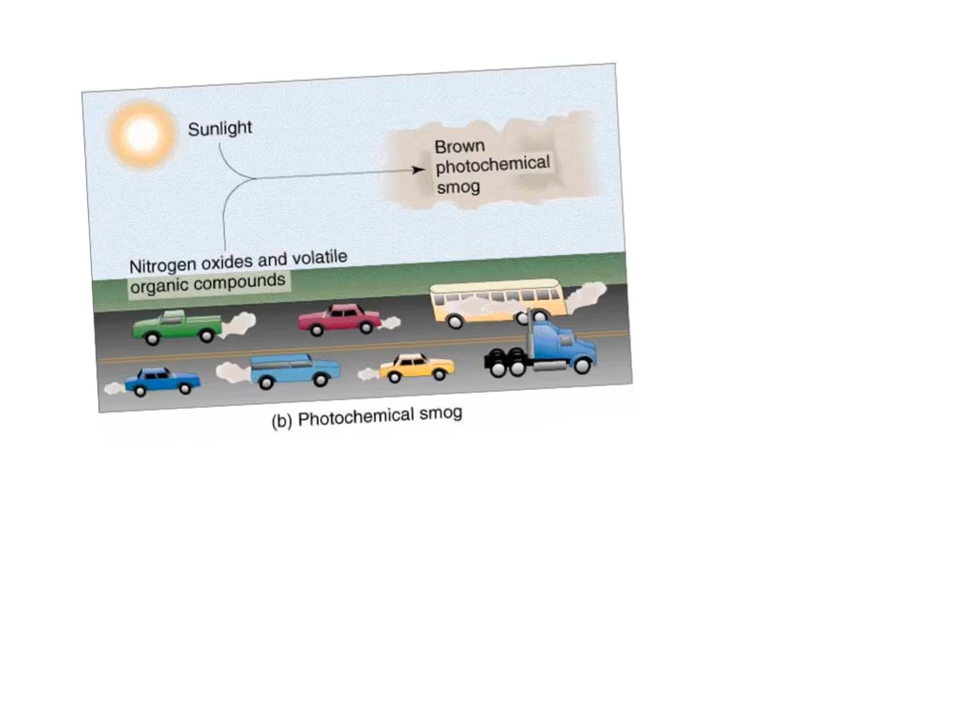 Sunlight
Brown
photochemical
smog
Nitrogen oxides and volatile
organic compounds
(b) Photochemical smog